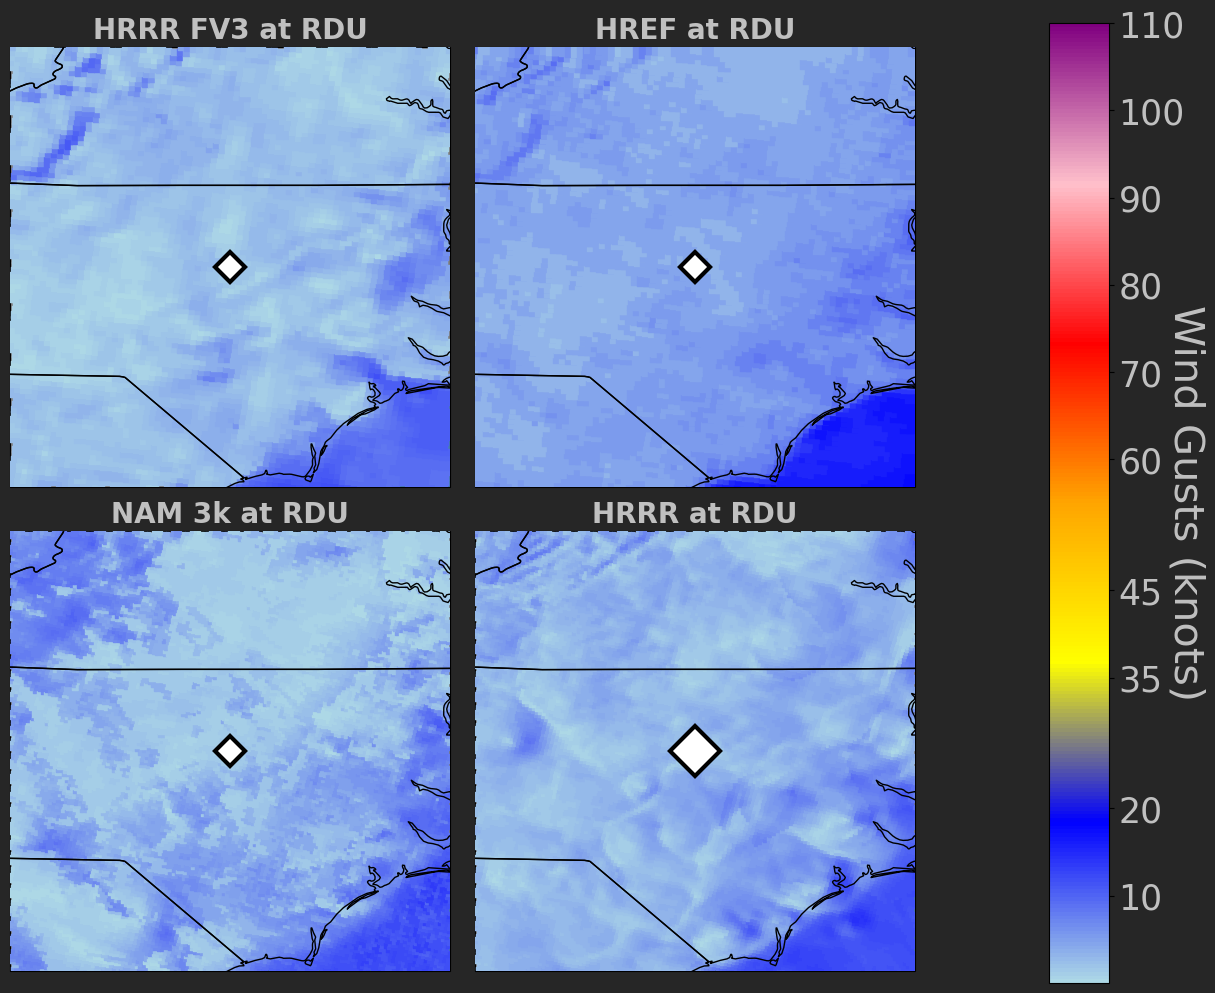 HRRR FV3 at RDU
HREF at RDU
NAM 3k at RDU
HRRR at RDU
110
100
90
80
70
60
45
35
20
10
Wind Gusts (knots)